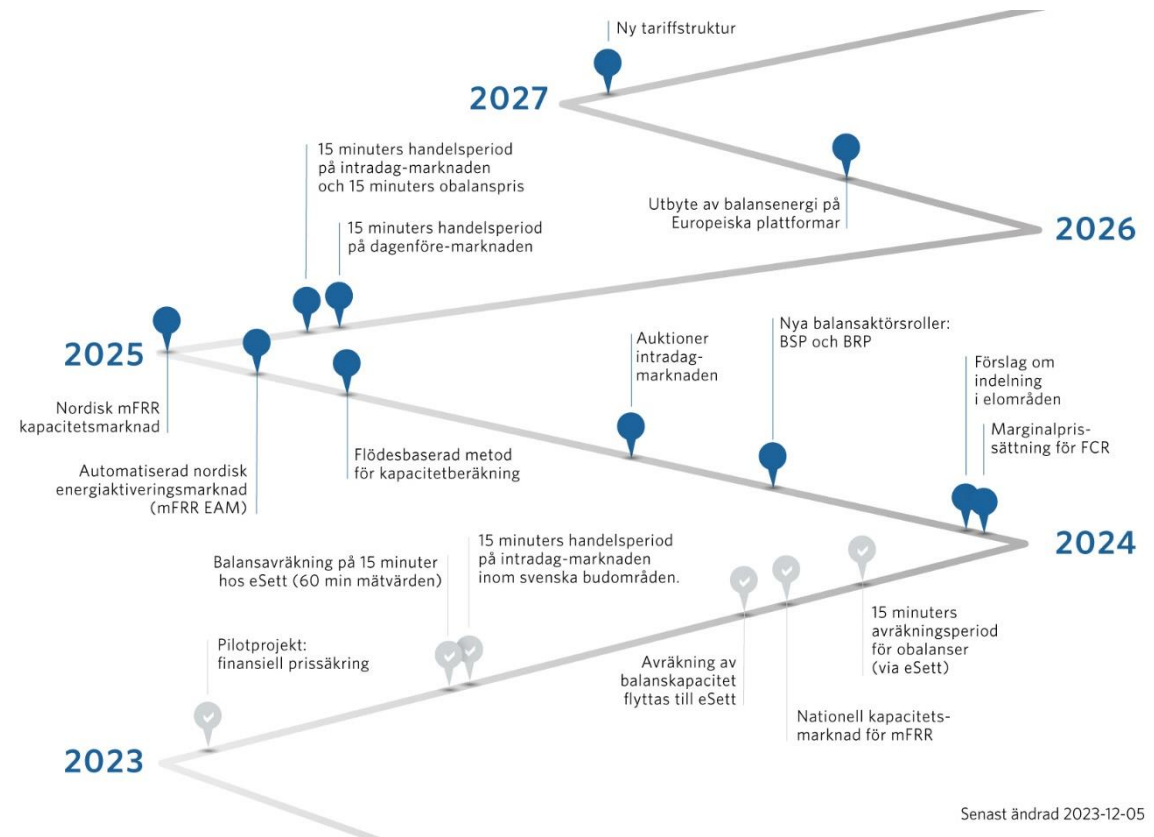 Ny tariffstruktur
2027
15 minuters handelsperiod
på intradag-marknaden
och 15 minuters obalanspris
Utbyte av balansenergi på
Europeiska plattformar
15 minuters handelsperiod
på dagenföre-marknaden
2026
Nya balansaktörsroller:
BSP och BRP
Auktioner
intradag-
marknaden
2025
Förslag om
indelning
i elområden
Nordisk mFRR
kapacitetsmarknad
Marginalpris-
sättning för FCR
Flödesbaserad metod
för kapacitetberäkning
Automatiserad nordisk
energiaktiveringsmarknad
(mFRR EAM)
2024
15 minuters handelsperiod
på intradag-marknaden
inom svenska budområden.
Balansavräkning på 15 minuter
hos eSett (60 min mätvärden)
15 minuters
avräkningsperiod
för obalanser
(via eSett)
Pilotprojekt:
finansiell prissäkring
Avräkning av
balanskapacitet
flyttas till eSett
Nationell kapacitets-
marknad för mFRR
2023
Senast ändrad 2023-12-05